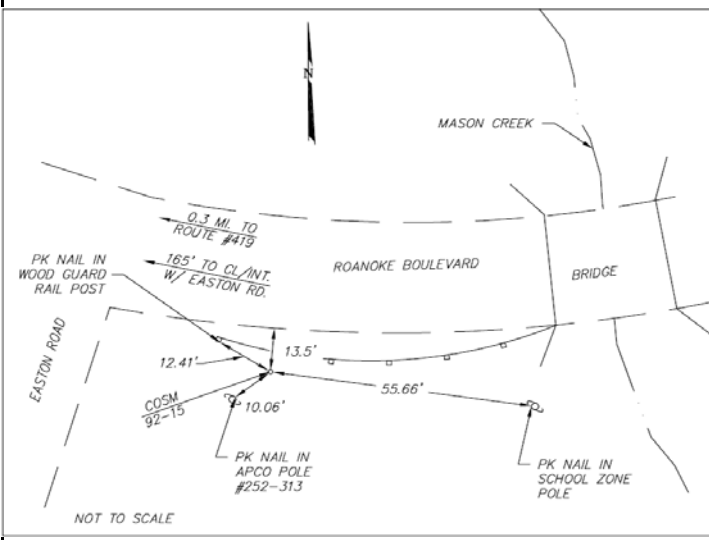 N
MASON CREEK
0.3 MI. TO
ROUTE #419
165' TO CL/INT.
W/ EASTON RD.
ROANOKE BOULEVARD
BRIDGE
PK NAIL IN
WOOD GUARD
RAIL POST
EASTON ROAD
13.5'
12.41'
55.66'
COSM
92-15
10.06'
PK NAIL IN
APCO POLE
#252-313
PK NAIL IN
SCHOOL ZONE
POLE
NOT TO SCALE